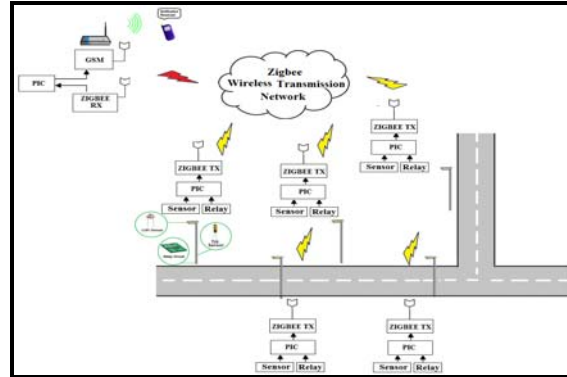 GSM
PIC
ZIGBEE
RX
Zigbee
Wireless Transmission
Network
ZIGBEE TX
PIC
Sensor
Relay
ZIGBEE TX
PIC
Sensor
Relay
ZIGBEE TX
PIC
Sensor
Relay
ZIGBEE TX
PIC
Sensor
Relay
ZIGBEE TX
PIC
Sensor
Relay